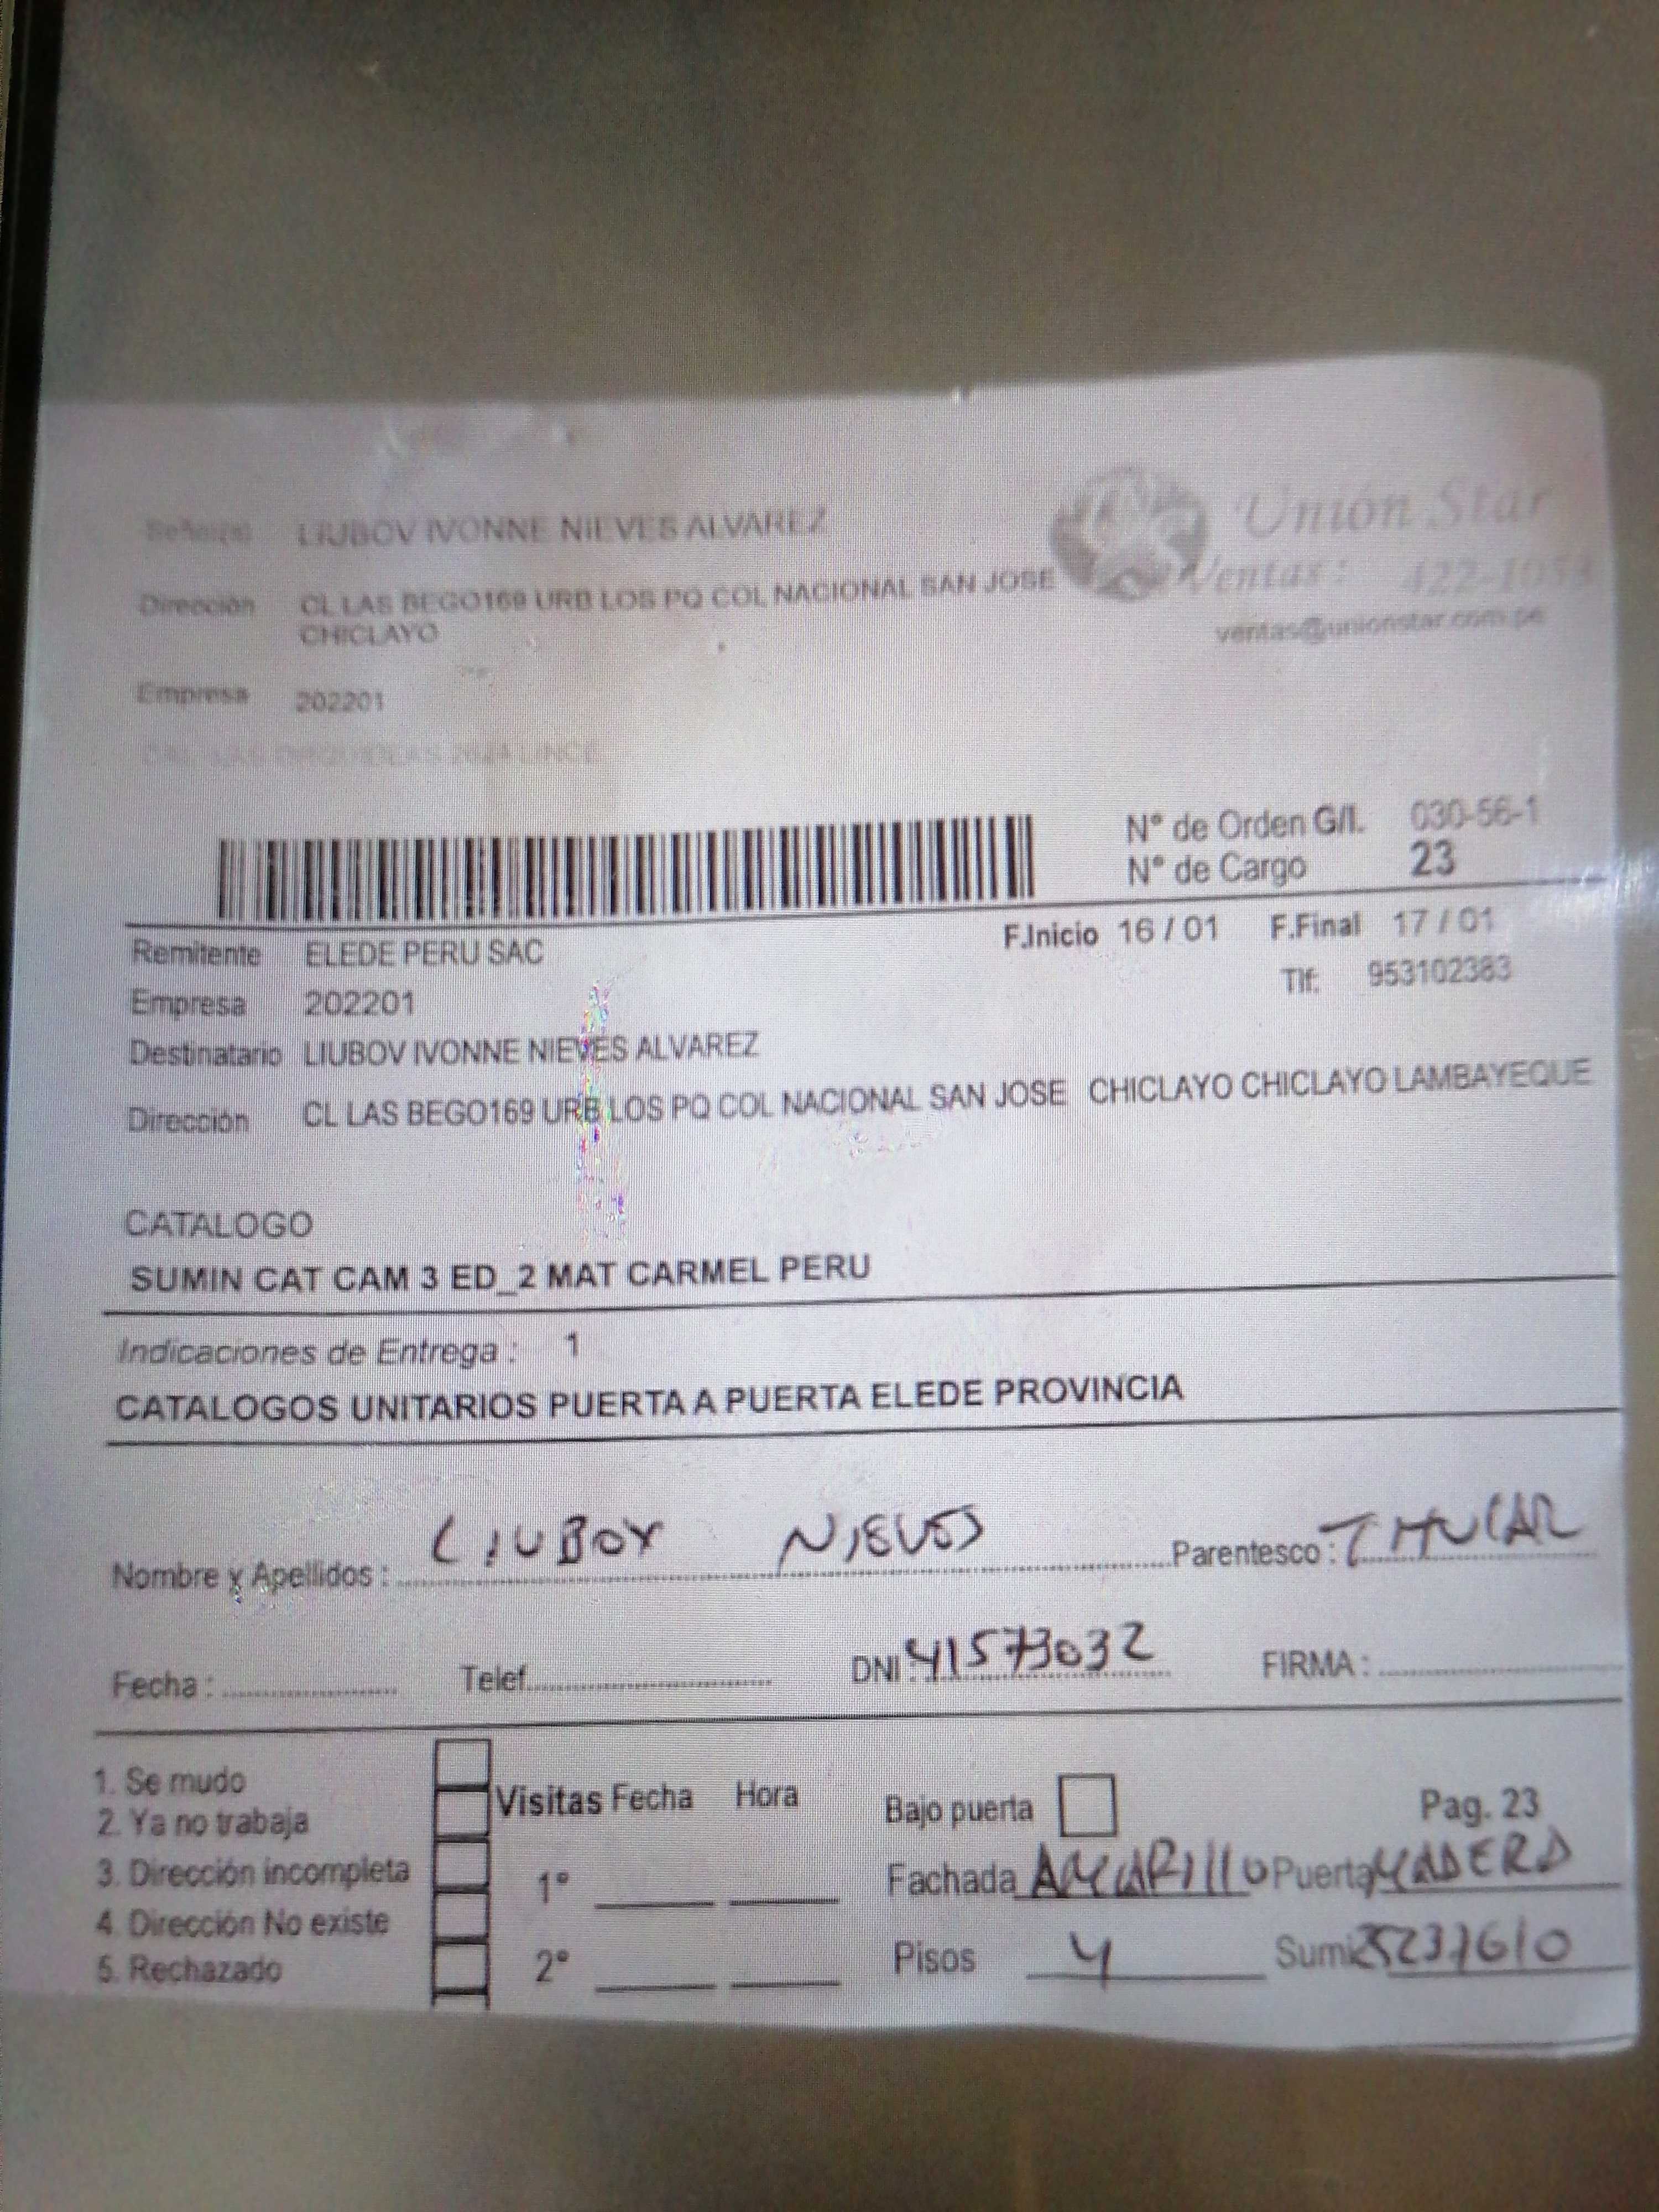 Señor(a) LIUBOV IVONNE NIEVES ALVAREZ
Unión Star
Dirección CL LAS BEGO169 URB LOS PQ COL NACIONAL SAN JOSE
CHICLAYO
Ventas: 422-1053
ventas@unionstar.com.pe
Empresa 202201
N° de Orden G/I. 030-56-1
N° de Cargo 23
Remitente ELEDE PERU SAC
F.Inicio 16 / 01 F.Final 17 / 01
Empresa 202201
Tlf: 953102383
Destinatario LIUBOV IVONNE NIEVES ALVAREZ
Dirección CL LAS BEGO169 URB LOS PQ COL NACIONAL SAN JOSE CHICLAYO CHICLAYO LAMBAYEQUE
CATALOGO
SUMIN CAT CAM 3 ED_2 MAT CARMEL PERU
Indicaciones de Entrega : 1
CATALOGOS UNITARIOS PUERTA A PUERTA ELEDE PROVINCIA
Nombre y Apellidos : LIUBOV NIEVES Parentesco : TITULAR
Fecha : Telef. DNI : 41573032 FIRMA :
1. Se mudo
2. Ya no trabaja
3. Dirección incompleta
4. Dirección No existe
5. Rechazado
Visitas Fecha Hora
1°
2°
Bajo puerta
Pag. 23
Fachada AMARILLO Puerta MADERA
Pisos 4 Sumi 25237610